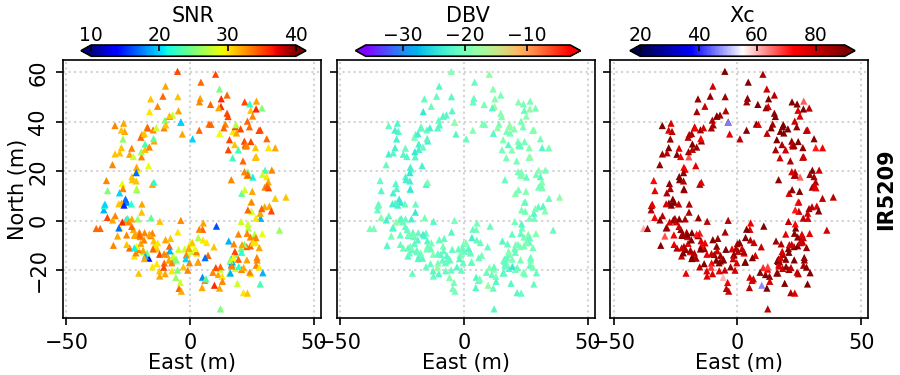 SNR DBV Xc
10 20 30 40 −30 −20 −10 20 40 60 80
60
40
20
0
−20
North (m)
IR5209
−50 0 50 −50 0 50 −50 0 50
East (m) East (m) East (m)